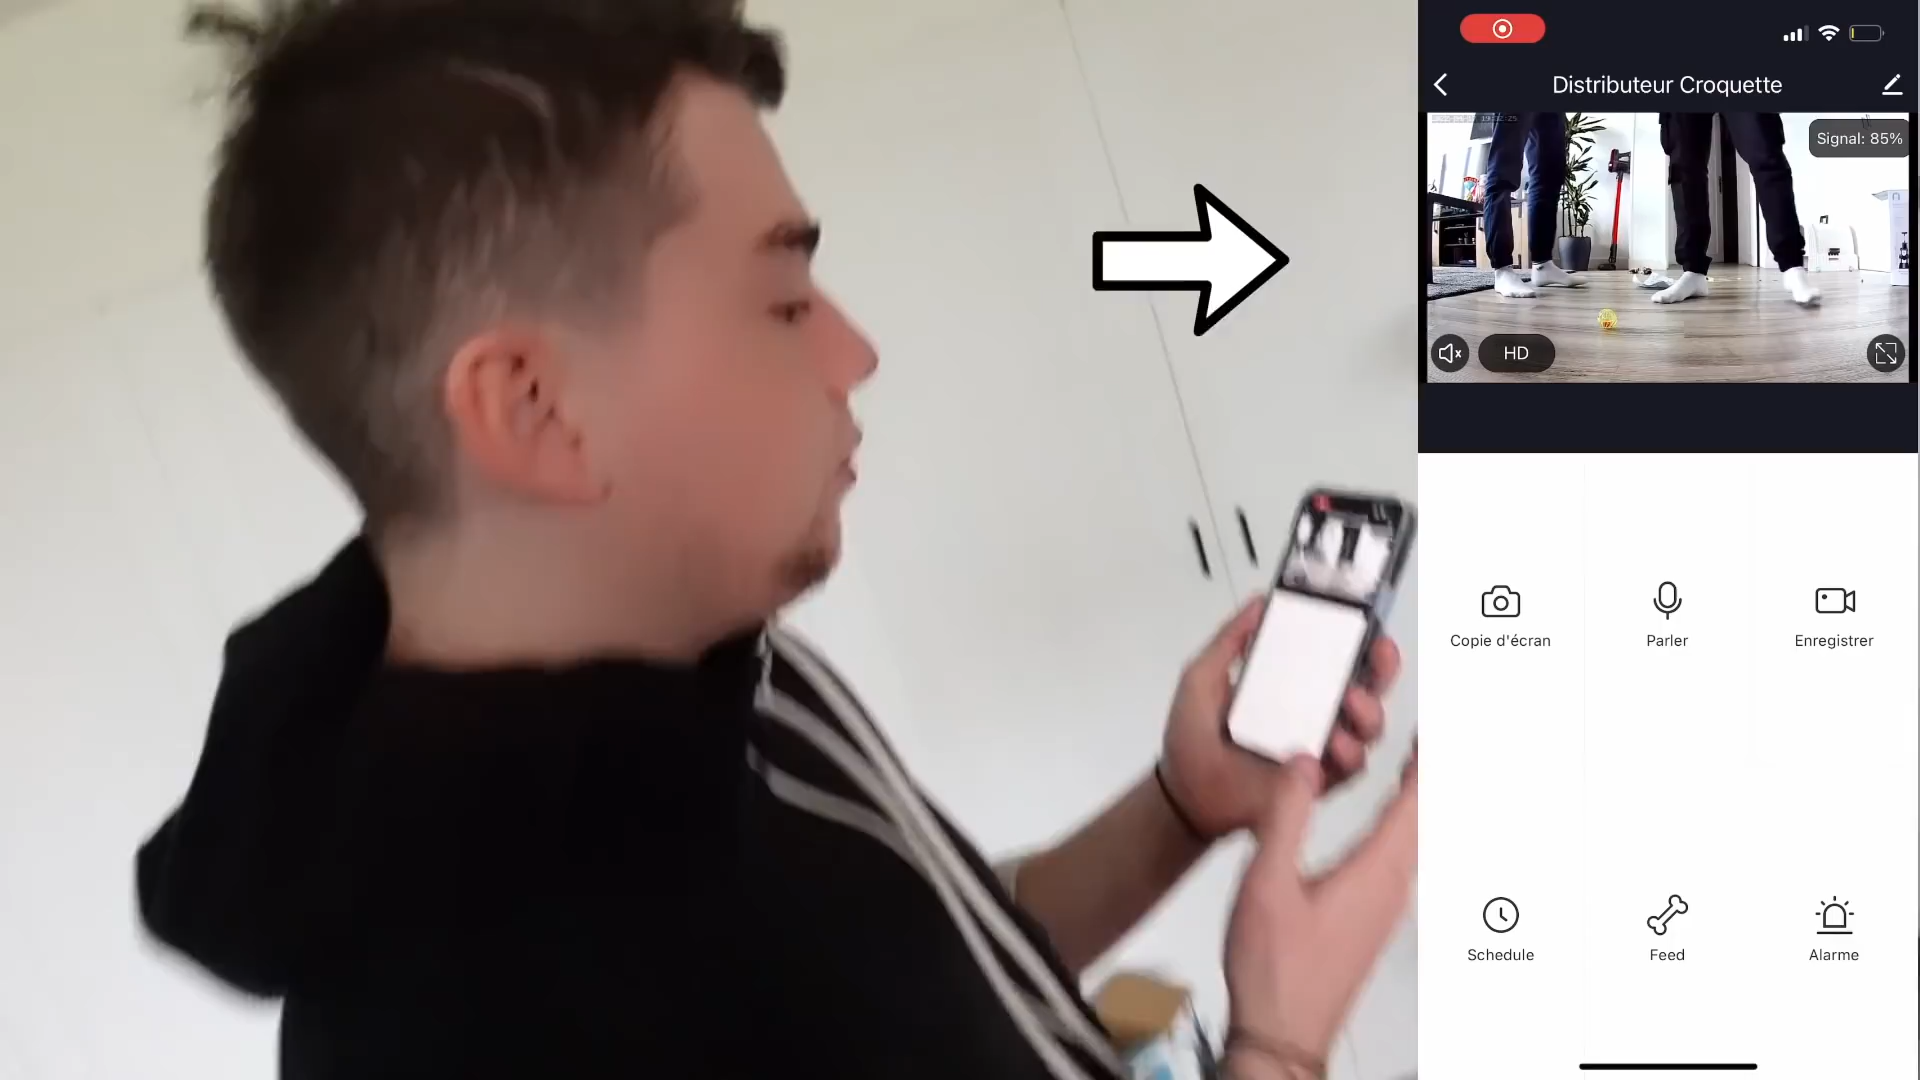 Distributeur Croquette
Signal: 85%
HD
Copie d'écran
Parler
Enregistrer
Schedule
Feed
Alarme